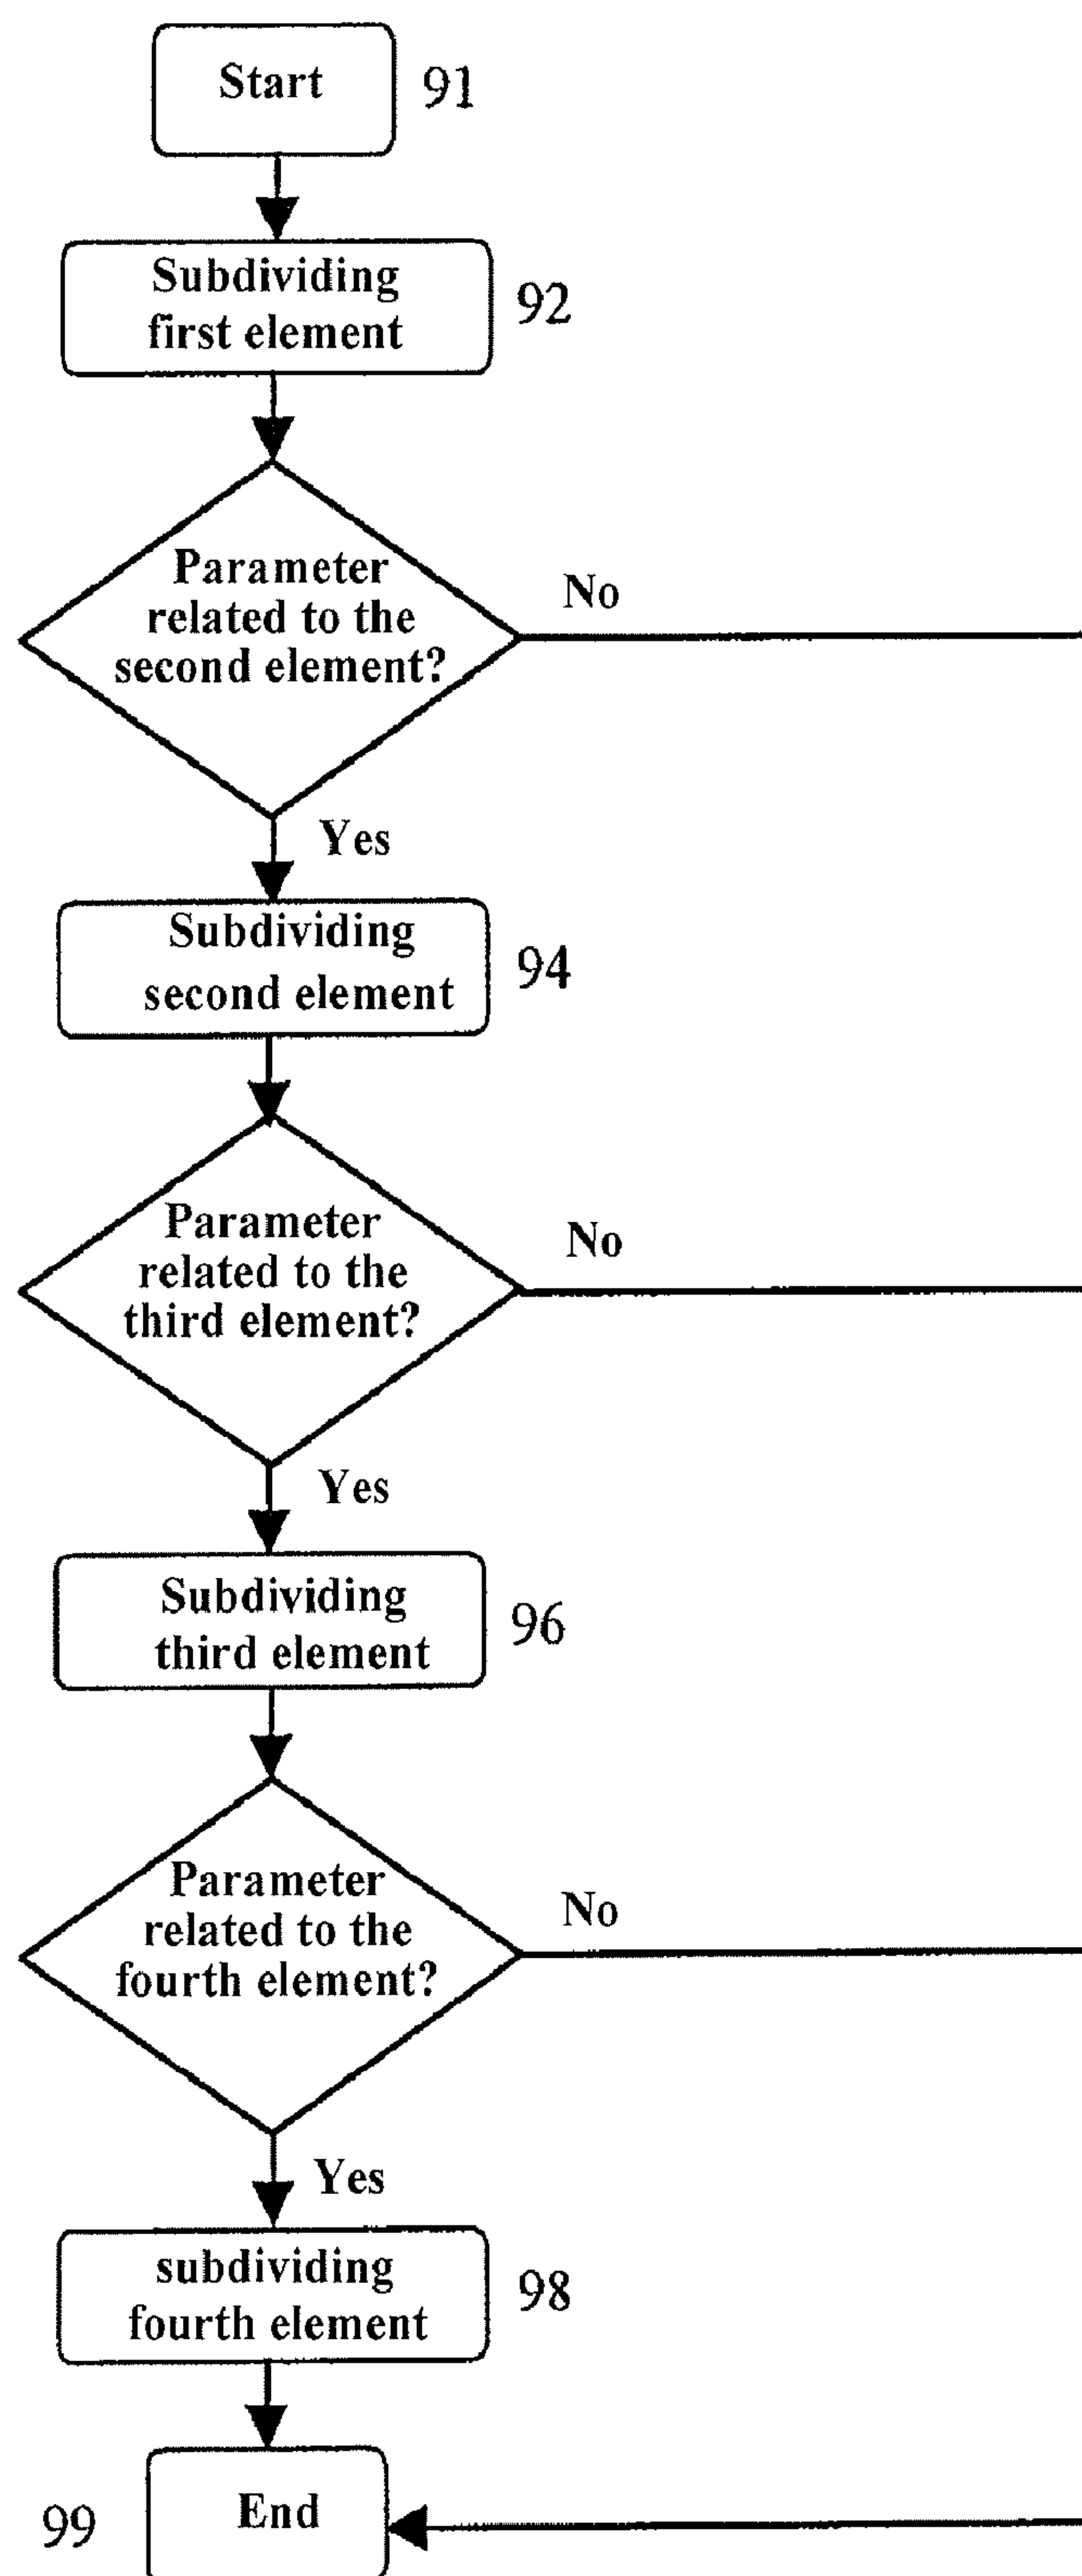 Start
91
Subdividing
first element
92
Parameter
related to the
second element?
No
Yes
Subdividing
second element
94
Parameter
related to the
third element?
No
Yes
Subdividing
third element
96
Parameter
related to the
fourth element?
No
Yes
subdividing
fourth element
98
End
99